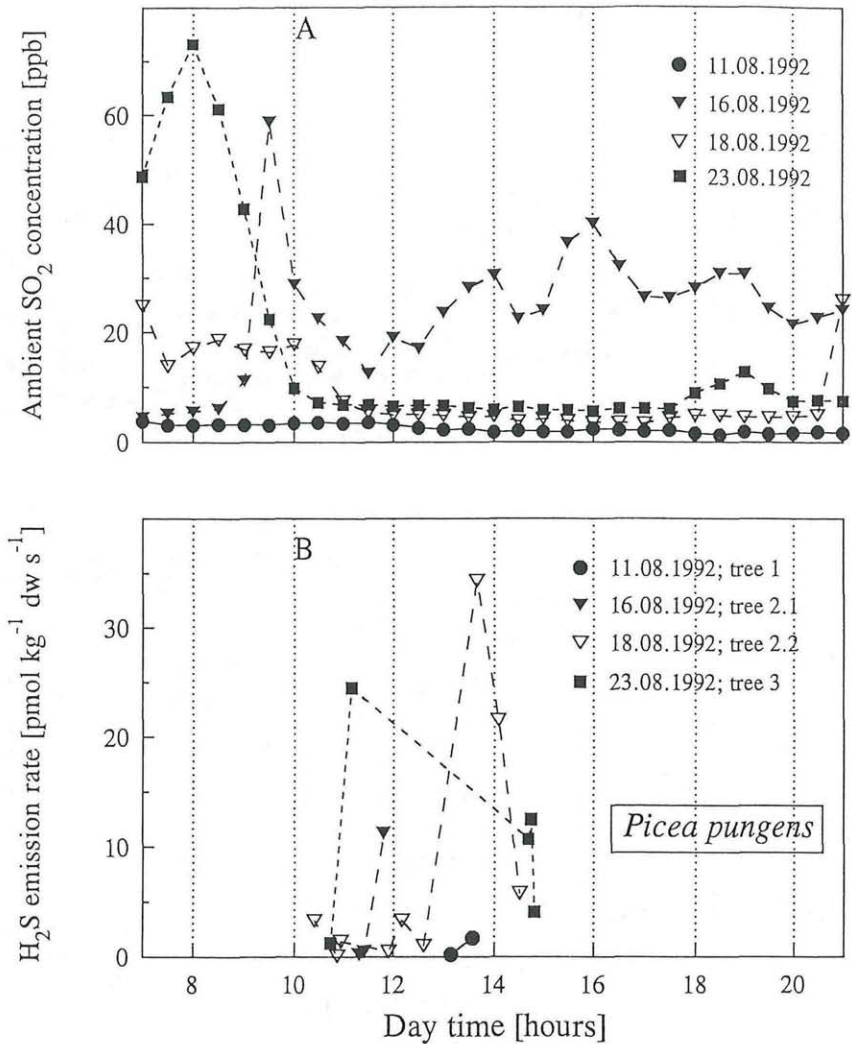 A
Ambient SO₂ concentration [ppb]
60
40
20
0
11.08.1992
16.08.1992
18.08.1992
23.08.1992
B
H₂S emission rate [pmol kg⁻¹ dw s⁻¹]
30
20
10
0
11.08.1992; tree 1
16.08.1992; tree 2.1
18.08.1992; tree 2.2
23.08.1992; tree 3
Picea pungens
8 10 12 14 16 18 20
Day time [hours]